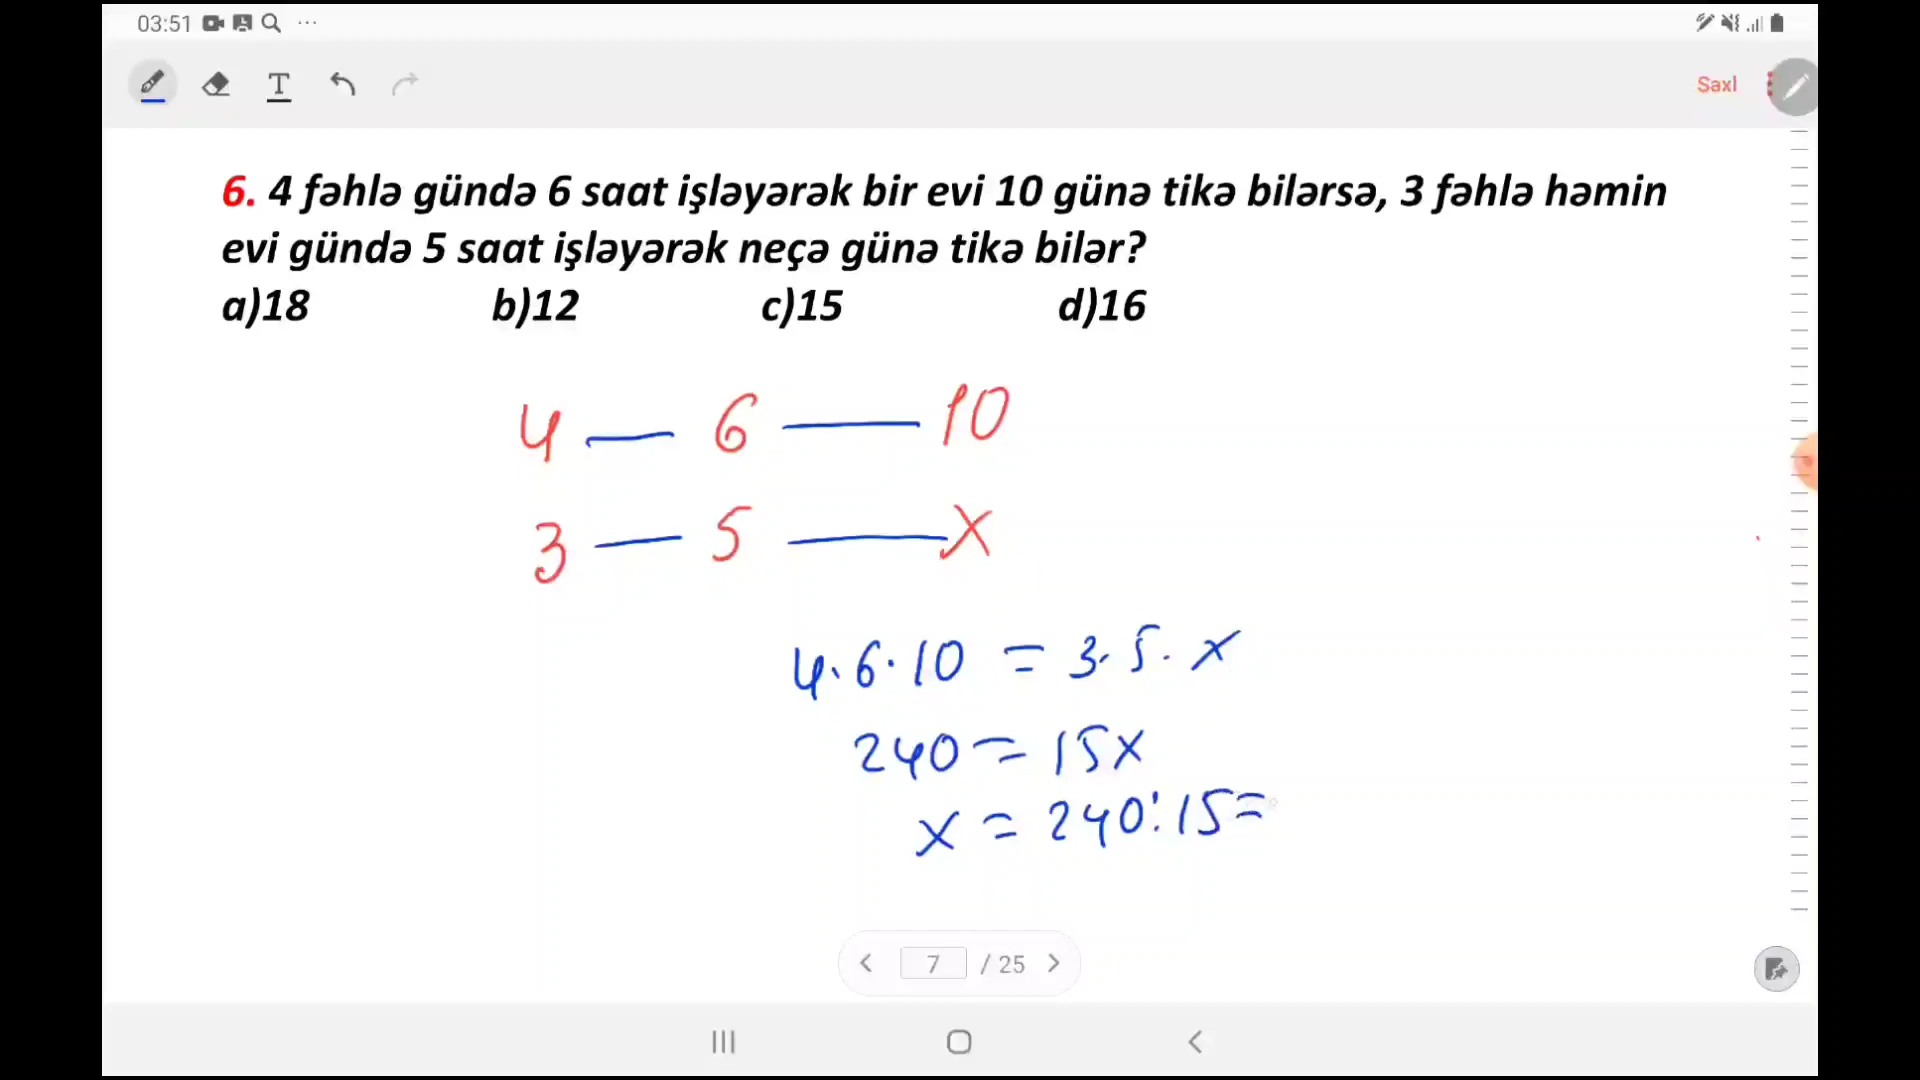 03:51
T
Saxl
6. 4 fəhlə gündə 6 saat işləyərək bir evi 10 günə tikə bilərsə, 3 fəhlə həmin
evi gündə 5 saat işləyərək neçə günə tikə bilər?
a)18 b)12 c)15 d)16
4 — 6 — 10
3 — 5 — x
4·6·10 = 3·5·x
240 = 15x
x = 240:15=
7 / 25